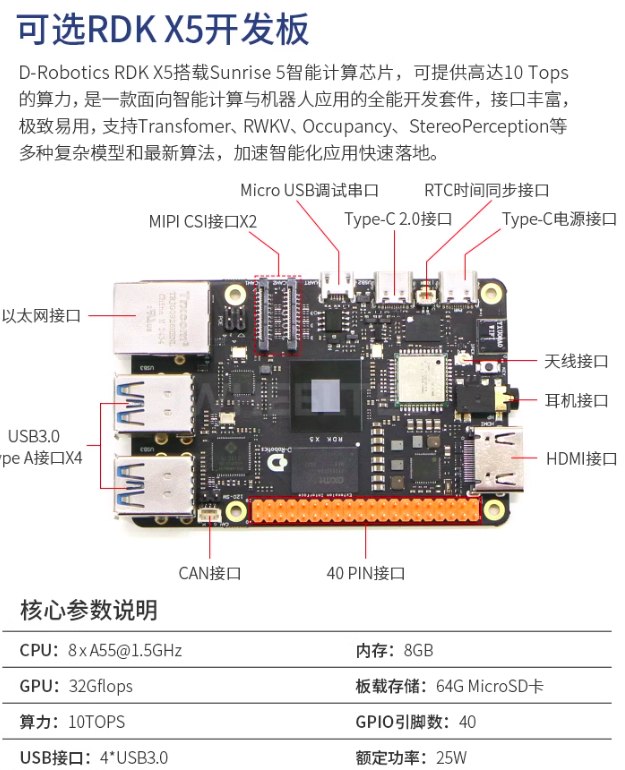 可选RDK X5开发板
D-Robotics RDK X5搭载Sunrise 5智能计算芯片，可提供高达10 Tops
的算力，是一款面向智能计算与机器人应用的全能开发套件，接口丰富，
极致易用，支持Transfomer、RWKV、Occupancy、StereoPerception等
多种复杂模型和最新算法，加速智能化应用快速落地。
Micro USB调试串口
RTC时间同步接口
MIPI CSI接口X2
Type-C 2.0接口
Type-C电源接口
以太网接口
天线接口
耳机接口
USB3.0
ype A接口X4
HDMI接口
D-Robotics
RDK X5
CAN接口
40 PIN接口
核心参数说明
CPU：8 x A55@1.5GHz
内存：8GB
GPU：32Gflops
板载存储：64G MicroSD卡
算力：10TOPS
GPIO引脚数：40
USB接口：4*USB3.0
额定功率：25W